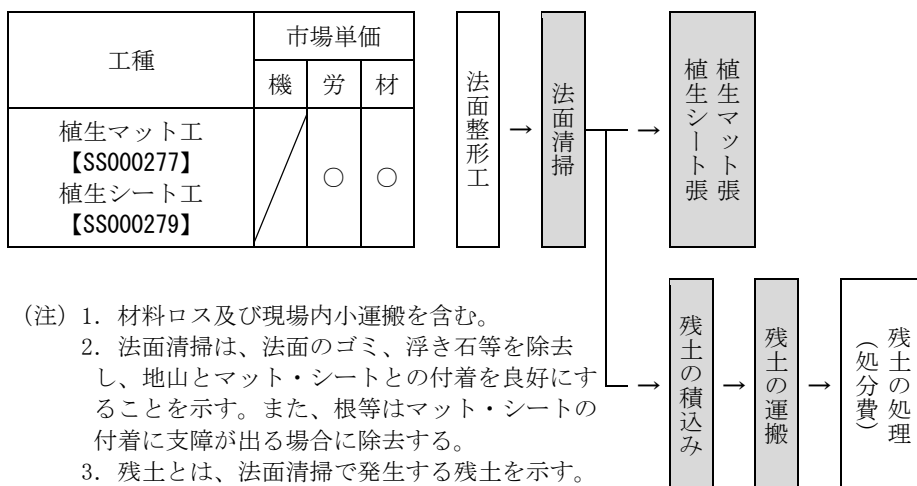 工種
市場単価
機 労 材
植生マット工
【SS000277】
植生シート工
【SS000279】
○ ○
法面整形工
→
法面清掃
→
植生マット張
植生シート張
→
残土の積込み
→
残土の運搬
→
残土の処理
(処分費)
(注) 1. 材料ロス及び現場内小運搬を含む。
2. 法面清掃は、法面のゴミ、浮き石等を除去
し、地山とマット・シートとの付着を良好にす
ることを示す。また、根等はマット・シートの
付着に支障が出る場合に除去する。
3. 残土とは、法面清掃で発生する残土を示す。